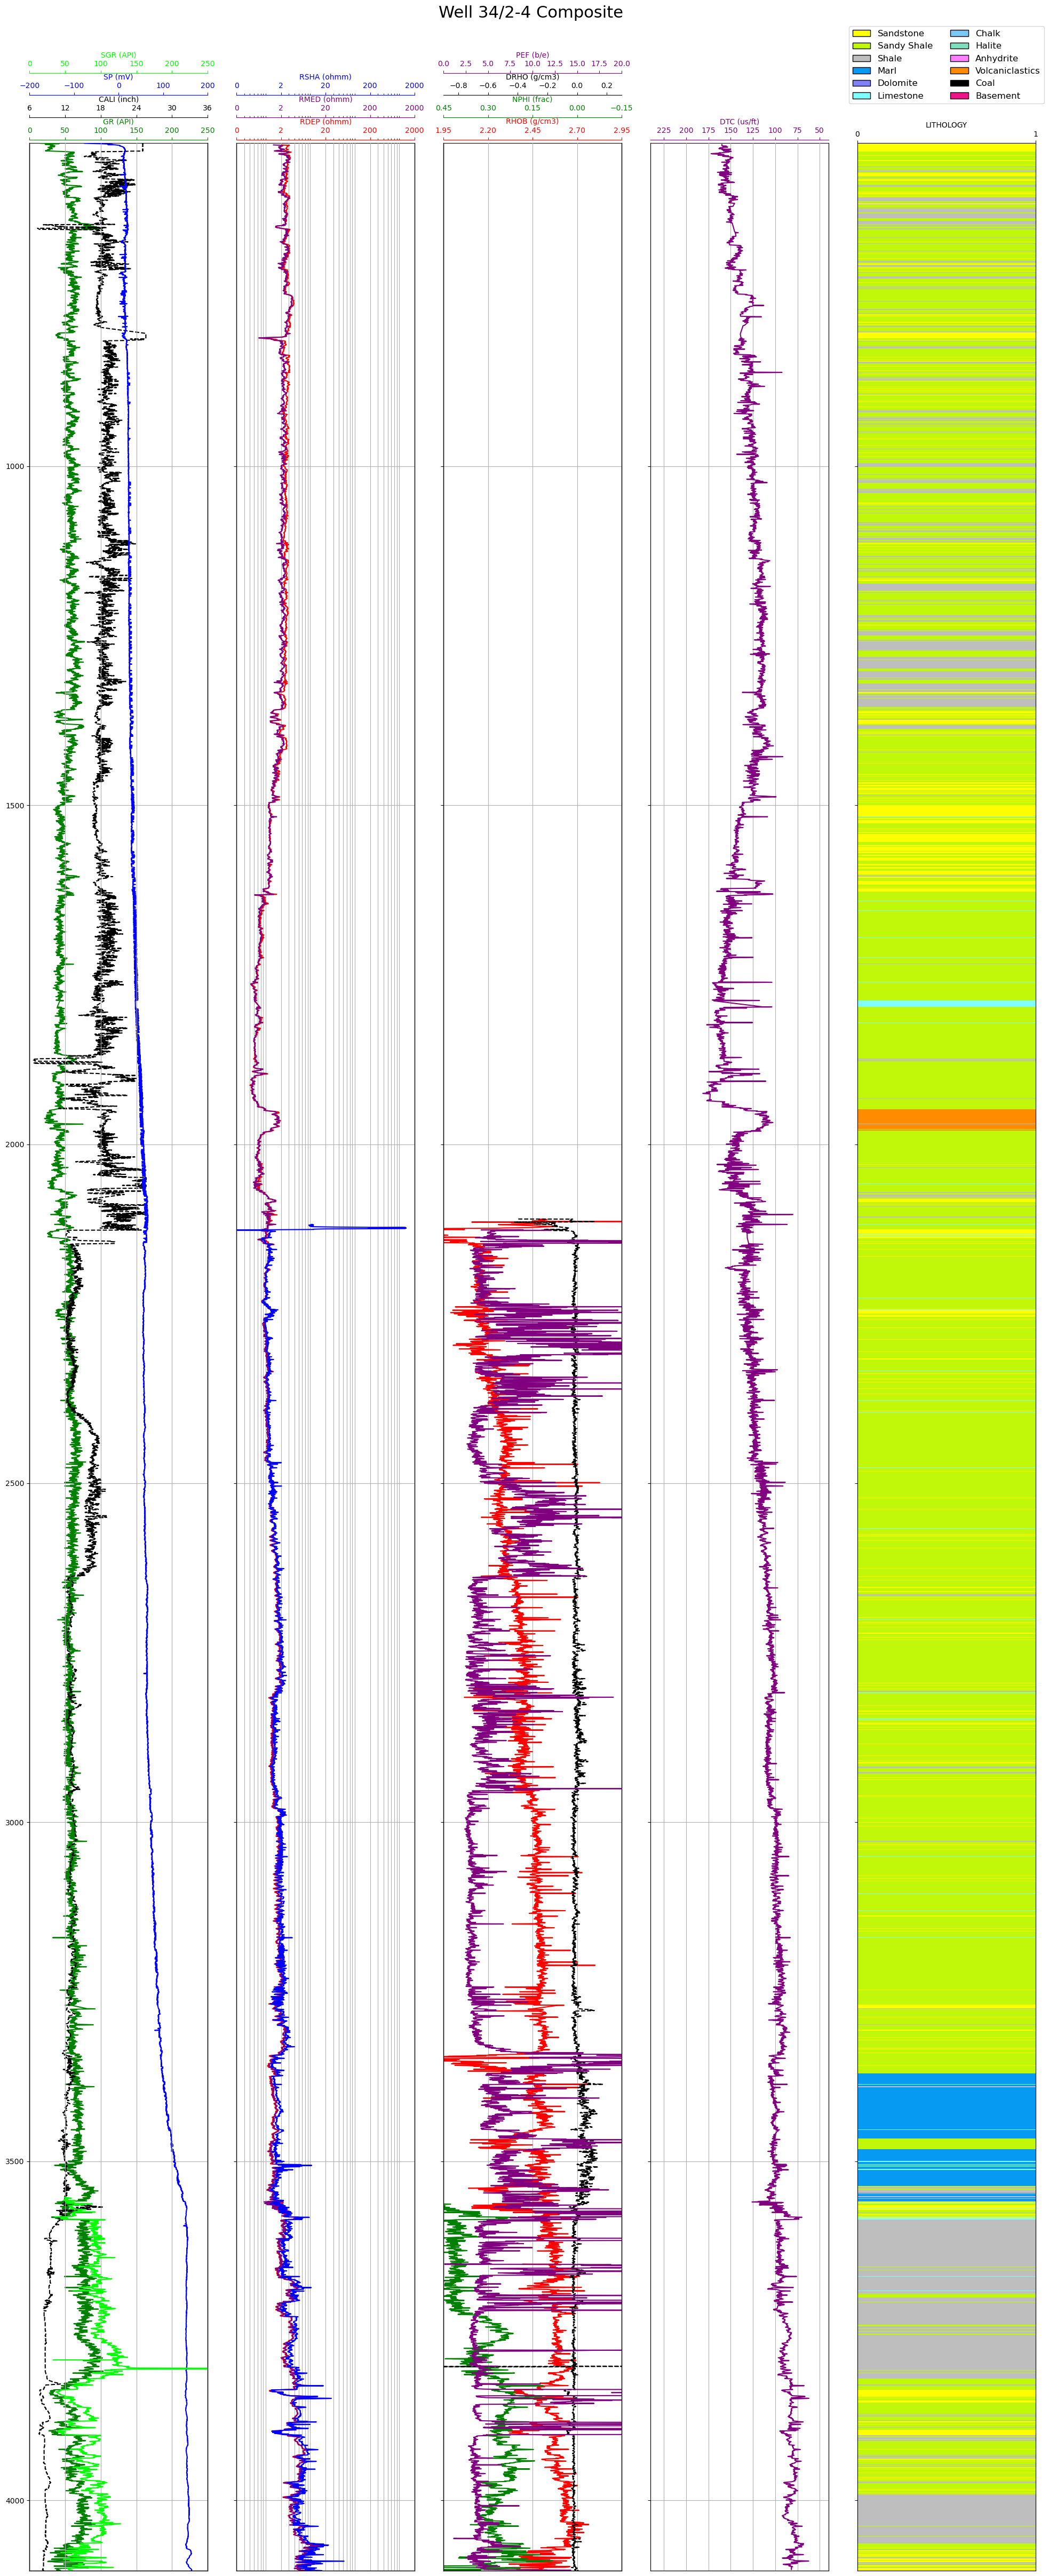 Well 34/2-4 Composite
Sandstone Chalk
Sandy Shale Halite
Shale Anhydrite
Marl Volcaniclastics
Dolomite Coal
Limestone Basement
SGR (API)
0 50 100 150 200 250
SP (mV)
−200 −100 0 100 200
CALI (inch)
6 12 18 24 30 36
GR (API)
0 50 100 150 200 250
RSHA (ohmm)
0 2 20 200 2000
RMED (ohmm)
0 2 20 200 2000
RDEP (ohmm)
0 2 20 200 2000
PEF (b/e)
0.0 2.5 5.0 7.5 10.0 12.5 15.0 17.5 20.0
DRHO (g/cm3)
−0.8 −0.6 −0.4 −0.2 0.0 0.2
NPHI (frac)
0.45 0.30 0.15 0.00 −0.15
RHOB (g/cm3)
1.95 2.20 2.45 2.70 2.95
DTC (us/ft)
225 200 175 150 125 100 75 50
LITHOLOGY
0 1
1000
1500
2000
2500
3000
3500
4000